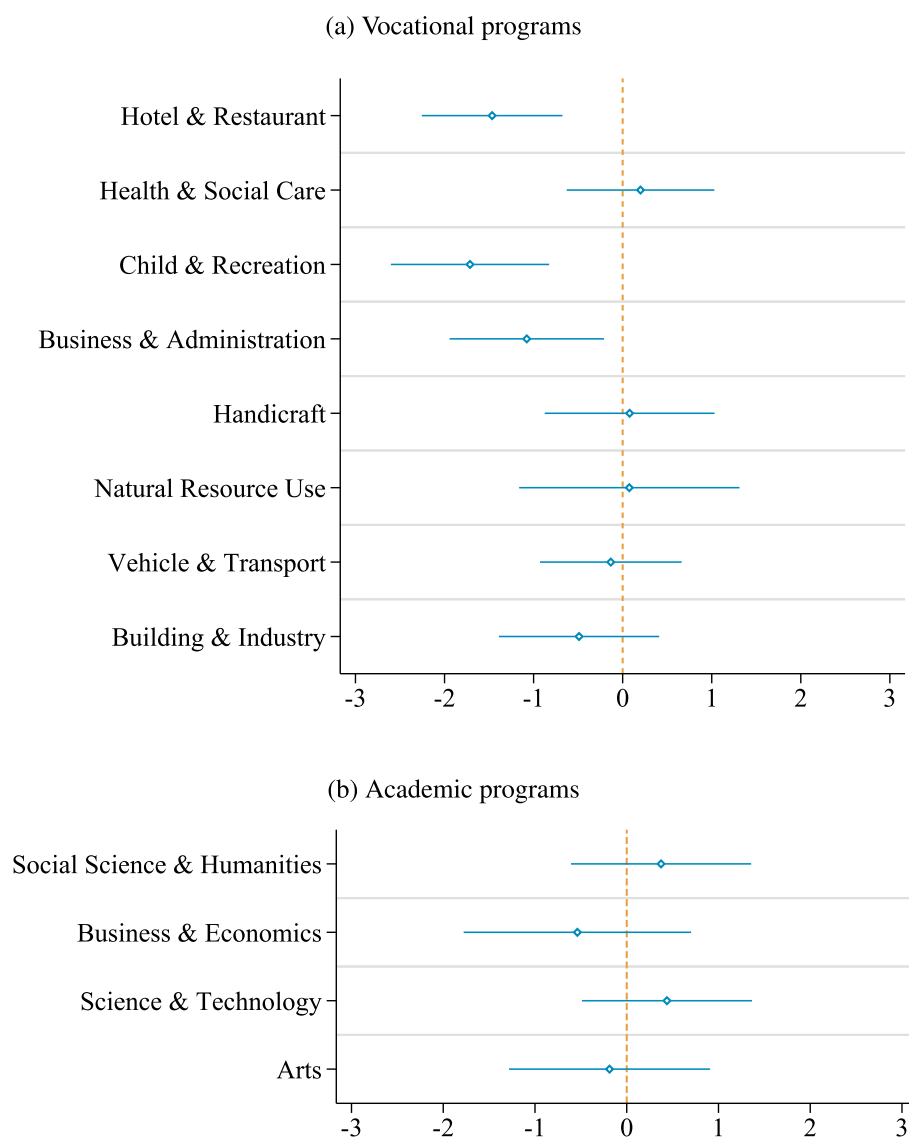 (a) Vocational programs
Hotel & Restaurant
Health & Social Care
Child & Recreation
Business & Administration
Handicraft
Natural Resource Use
Vehicle & Transport
Building & Industry
-3 -2 -1 0 1 2 3
(b) Academic programs
Social Science & Humanities
Business & Economics
Science & Technology
Arts
-3 -2 -1 0 1 2 3